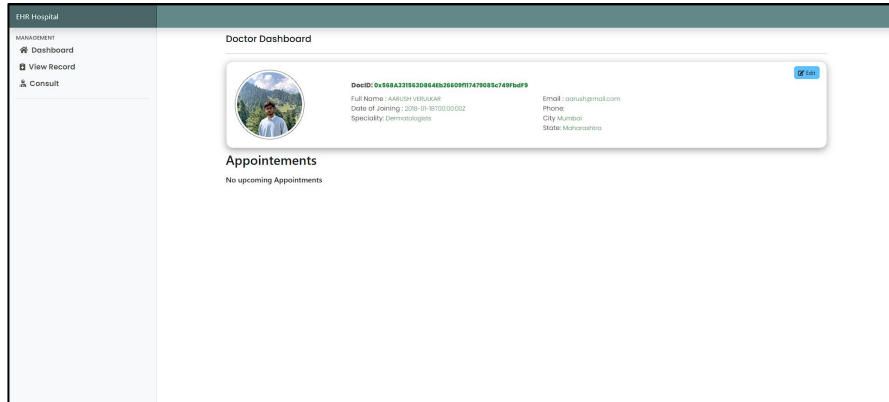 EHR Hospital
MANAGEMENT
Dashboard
View Record
Consult
Doctor Dashboard
Edit
DocID: 0x568A331563D864Eb26609f117479085c749FbdF9
Full Name : AARUSH VERULKAR
Date of Joining : 2018-01-18T00:00:00Z
Speciality: Dermatologists
Email : aarush@mail.com
Phone:
City Mumbai
State: Maharashtra
Appointements
No upcoming Appointments